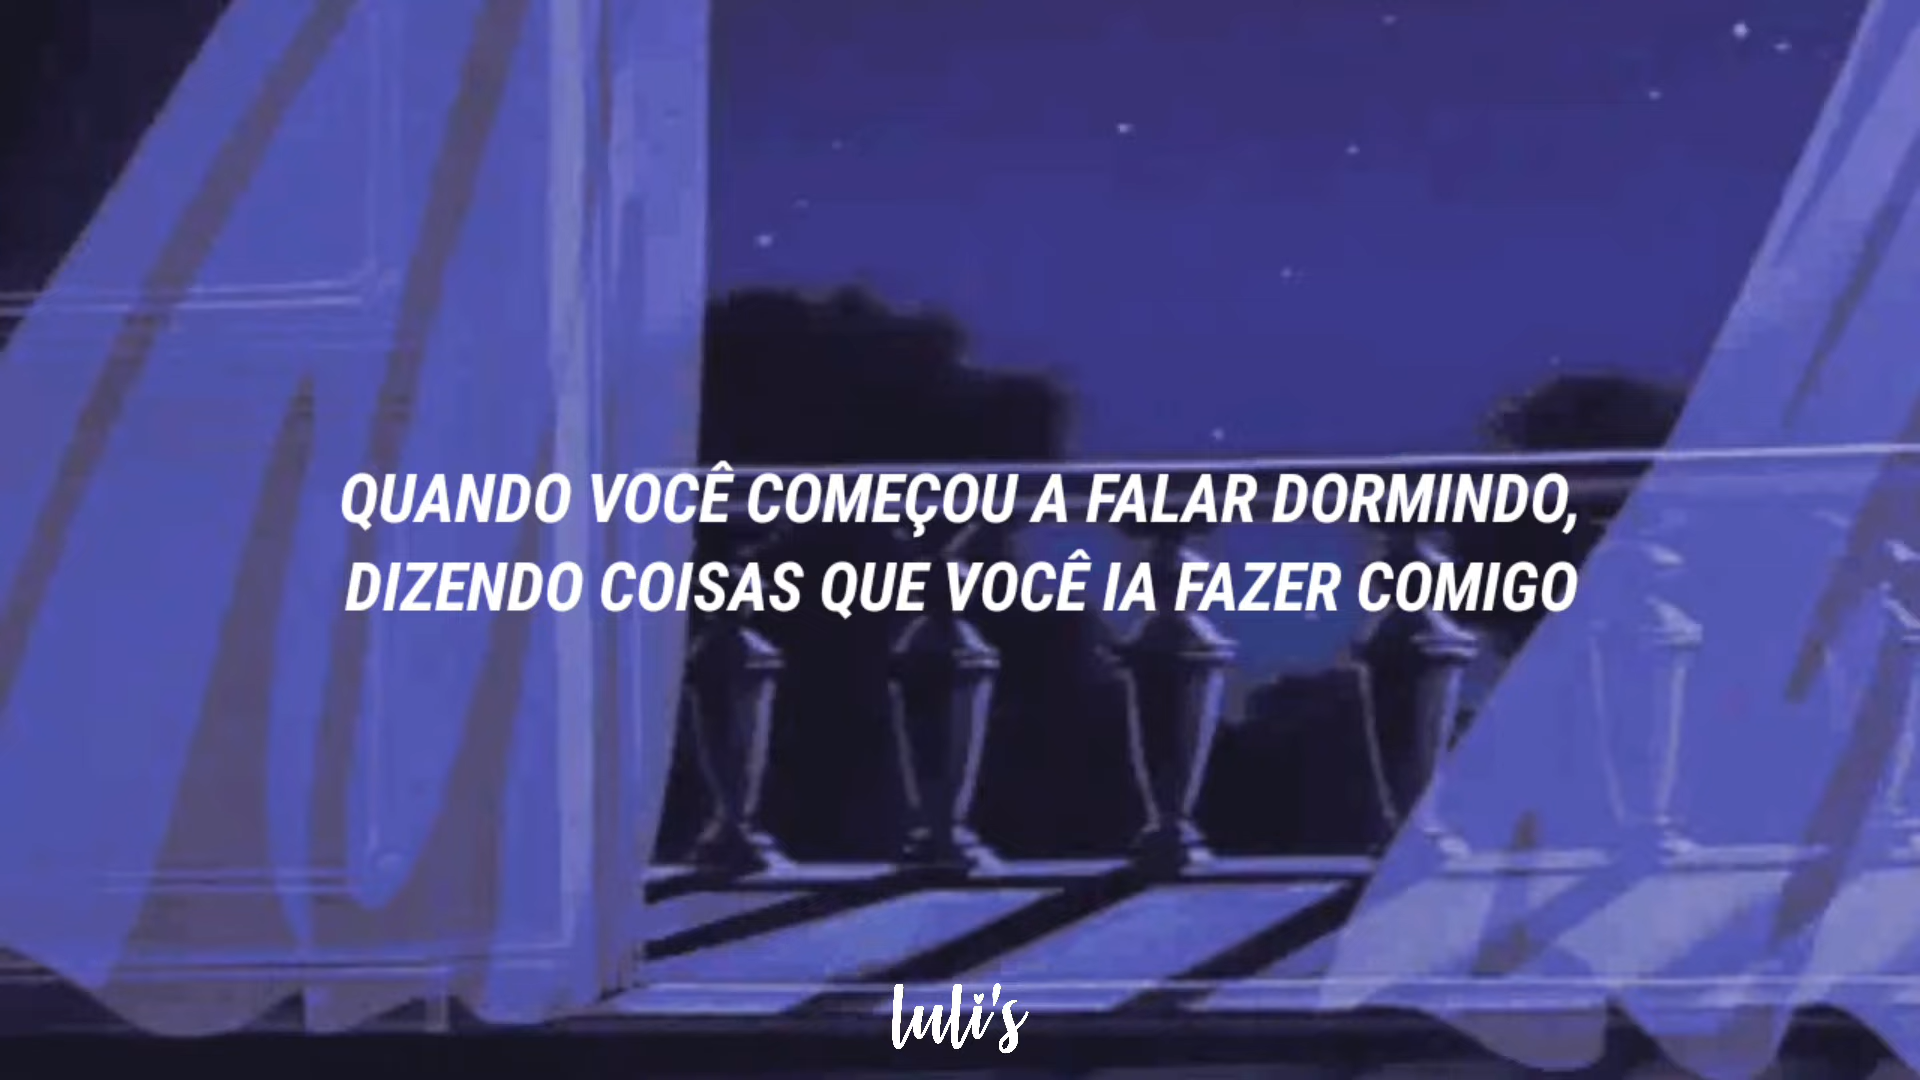 QUANDO VOCÊ COMEÇOU A FALAR DORMINDO,
DIZENDO COISAS QUE VOCÊ IA FAZER COMIGO
luli's